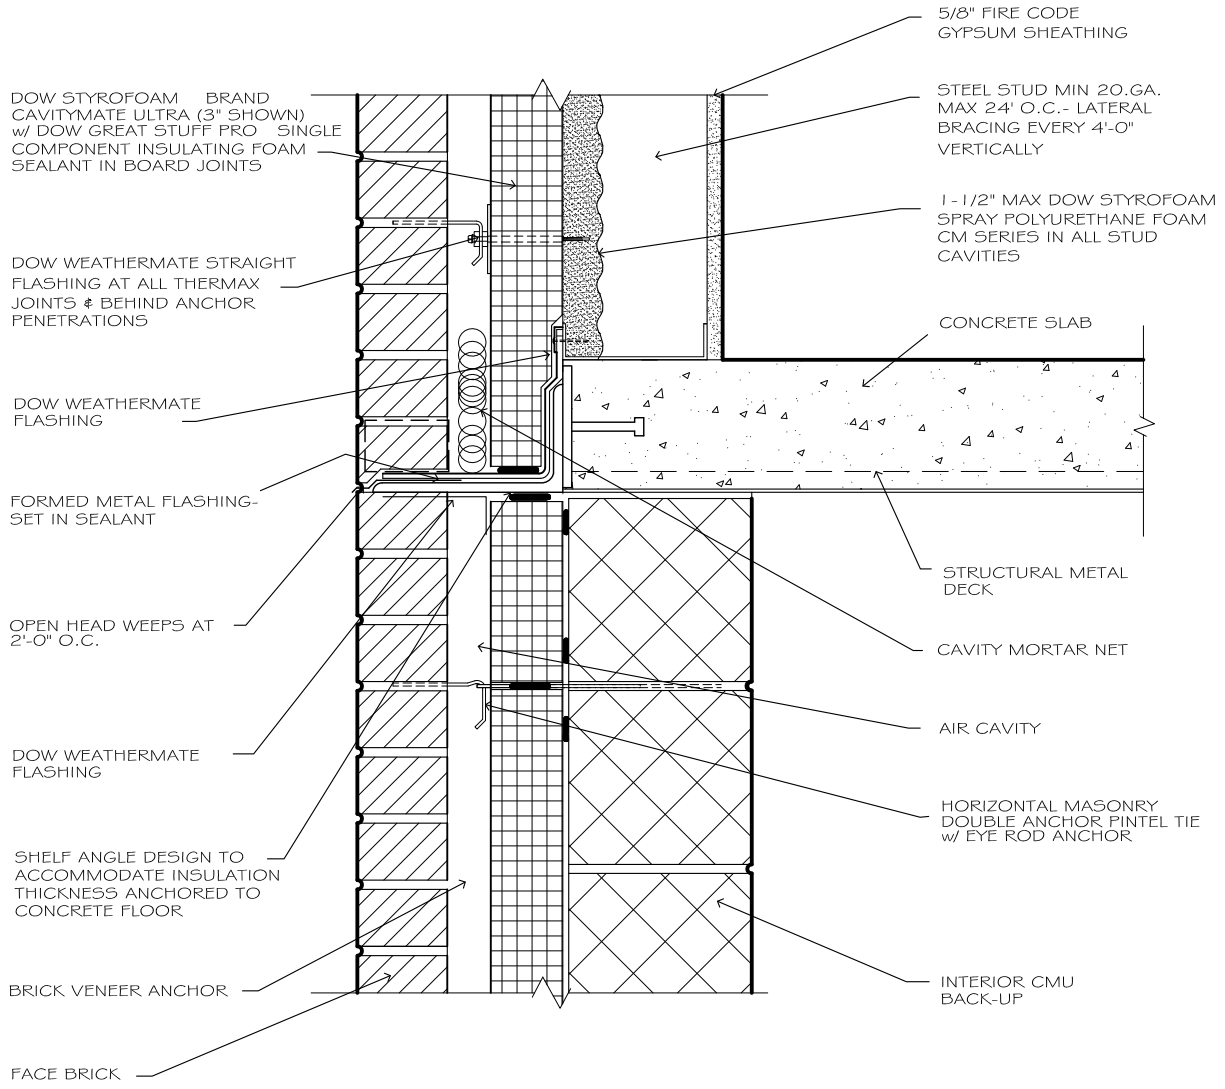 5/8" FIRE CODE
GYPSUM SHEATHING
DOW STYROFOAM BRAND
CAVITYMATE ULTRA (3" SHOWN)
w/ DOW GREAT STUFF PRO SINGLE
COMPONENT INSULATING FOAM
SEALANT IN BOARD JOINTS
STEEL STUD MIN 20.GA.
MAX 24' O.C.- LATERAL
BRACING EVERY 4'-0"
VERTICALLY
1-1/2" MAX DOW STYROFOAM
SPRAY POLYURETHANE FOAM
CM SERIES IN ALL STUD
CAVITIES
DOW WEATHERMATE STRAIGHT
FLASHING AT ALL THERMAX
JOINTS & BEHIND ANCHOR
PENETRATIONS
CONCRETE SLAB
DOW WEATHERMATE
FLASHING
FORMED METAL FLASHING-
SET IN SEALANT
STRUCTURAL METAL
DECK
OPEN HEAD WEEPS AT
2'-0" O.C.
CAVITY MORTAR NET
AIR CAVITY
DOW WEATHERMATE
FLASHING
HORIZONTAL MASONRY
DOUBLE ANCHOR PINTEL TIE
w/ EYE ROD ANCHOR
SHELF ANGLE DESIGN TO
ACCOMMODATE INSULATION
THICKNESS ANCHORED TO
CONCRETE FLOOR
BRICK VENEER ANCHOR
INTERIOR CMU
BACK-UP
FACE BRICK